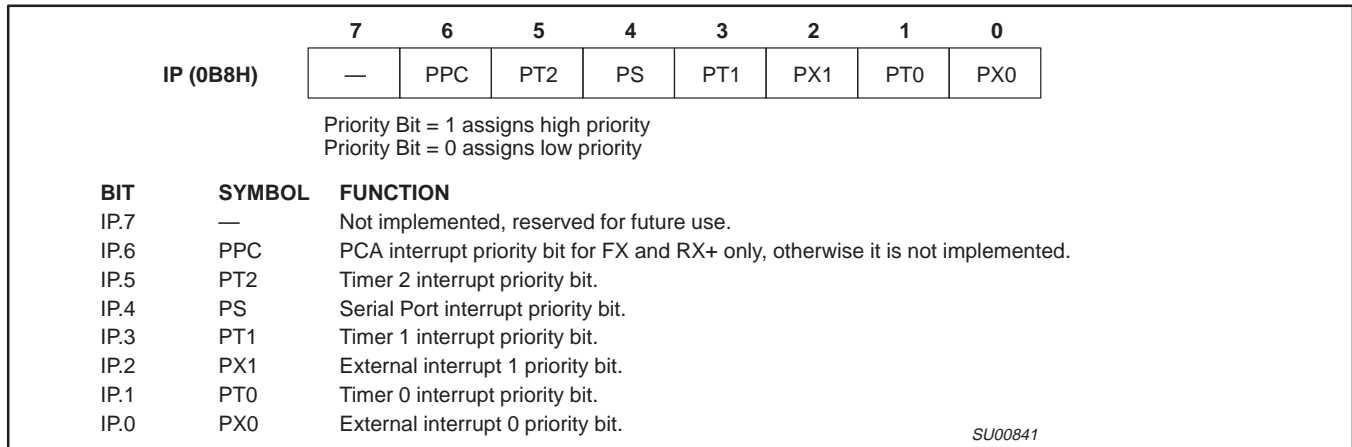 7 6 5 4 3 2 1 0
IP (0B8H) — PPC PT2 PS PT1 PX1 PT0 PX0
Priority Bit = 1 assigns high priority
Priority Bit = 0 assigns low priority
BIT SYMBOL FUNCTION
IP.7 — Not implemented, reserved for future use.
IP.6 PPC PCA interrupt priority bit for FX and RX+ only, otherwise it is not implemented.
IP.5 PT2 Timer 2 interrupt priority bit.
IP.4 PS Serial Port interrupt priority bit.
IP.3 PT1 Timer 1 interrupt priority bit.
IP.2 PX1 External interrupt 1 priority bit.
IP.1 PT0 Timer 0 interrupt priority bit.
IP.0 PX0 External interrupt 0 priority bit.
SU00841